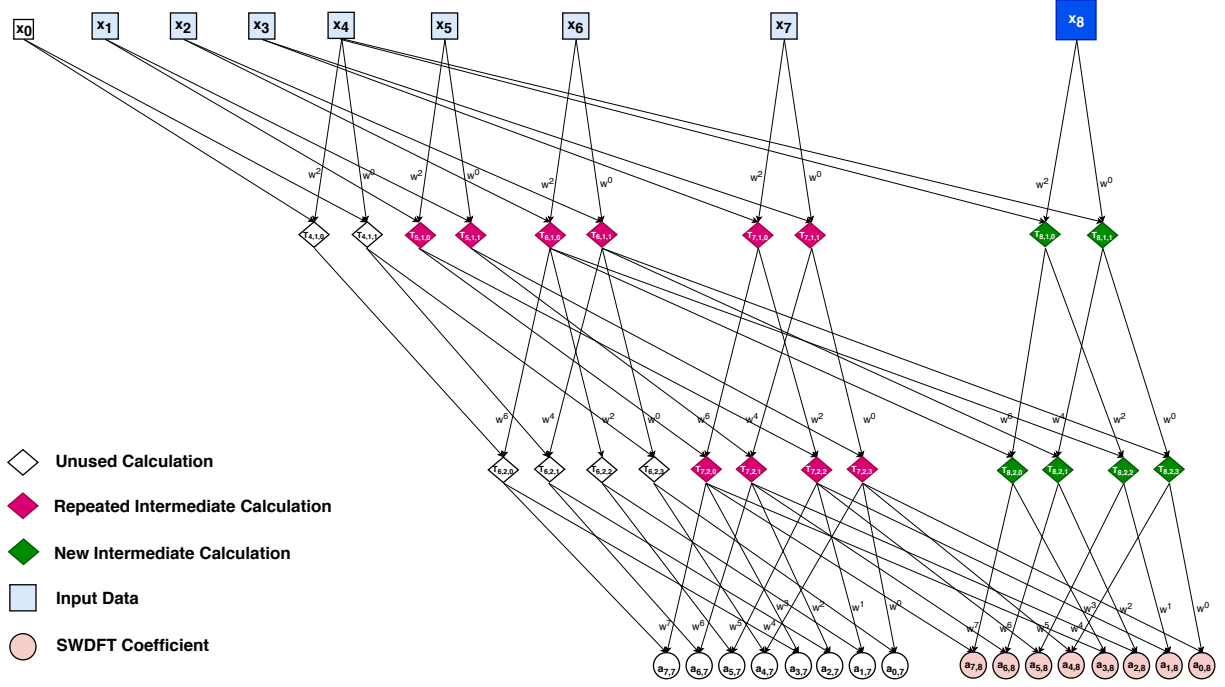 x0 x1 x2 x3 x4 x5 x6 x7 x8
w2 w0 w2 w0 w2 w0 w2 w0 w2 w0
T4,1,0 T4,1,1 T5,1,0 T5,1,1 T6,1,0 T6,1,1 T7,1,0 T7,1,1 T8,1,0 T8,1,1
w6 w4 w2 w0 w6 w4 w2 w0 w6 w4 w2 w0
T6,2,0 T6,2,1 T6,2,2 T6,2,3 T7,2,0 T7,2,1 T7,2,2 T7,2,3 T8,2,0 T8,2,1 T8,2,2 T8,2,3
Unused Calculation
Repeated Intermediate Calculation
New Intermediate Calculation
Input Data
SWDFT Coefficient
w7 w6 w5 w4 w3 w2 w1 w0 w7 w6 w5 w4 w3 w2 w1 w0
a7,7 a6,7 a5,7 a4,7 a3,7 a2,7 a1,7 a0,7 a7,8 a6,8 a5,8 a4,8 a3,8 a2,8 a1,8 a0,8